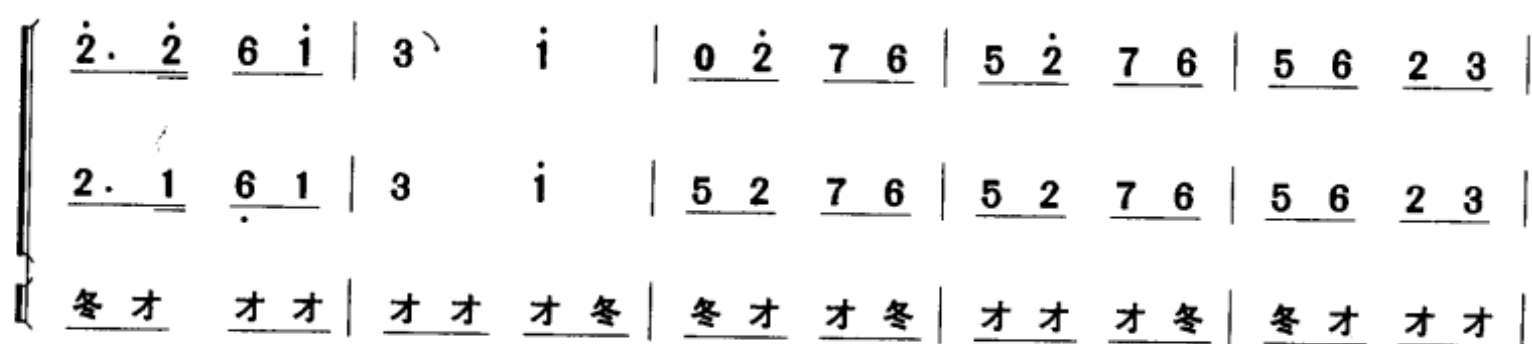 2̇. 2̇ 6 1̇ | 3 1̇ | 0 2̇ 7 6 | 5 2̇ 7 6 | 5 6 2 3 |
2. 1 6̣ 1 | 3 1̇ | 5 2 7 6 | 5 2 7 6 | 5 6 2 3 |
冬 才 才 才 | 才 才 才 冬 | 冬 才 才 冬 | 才 才 才 冬 | 冬 才 才 才 |